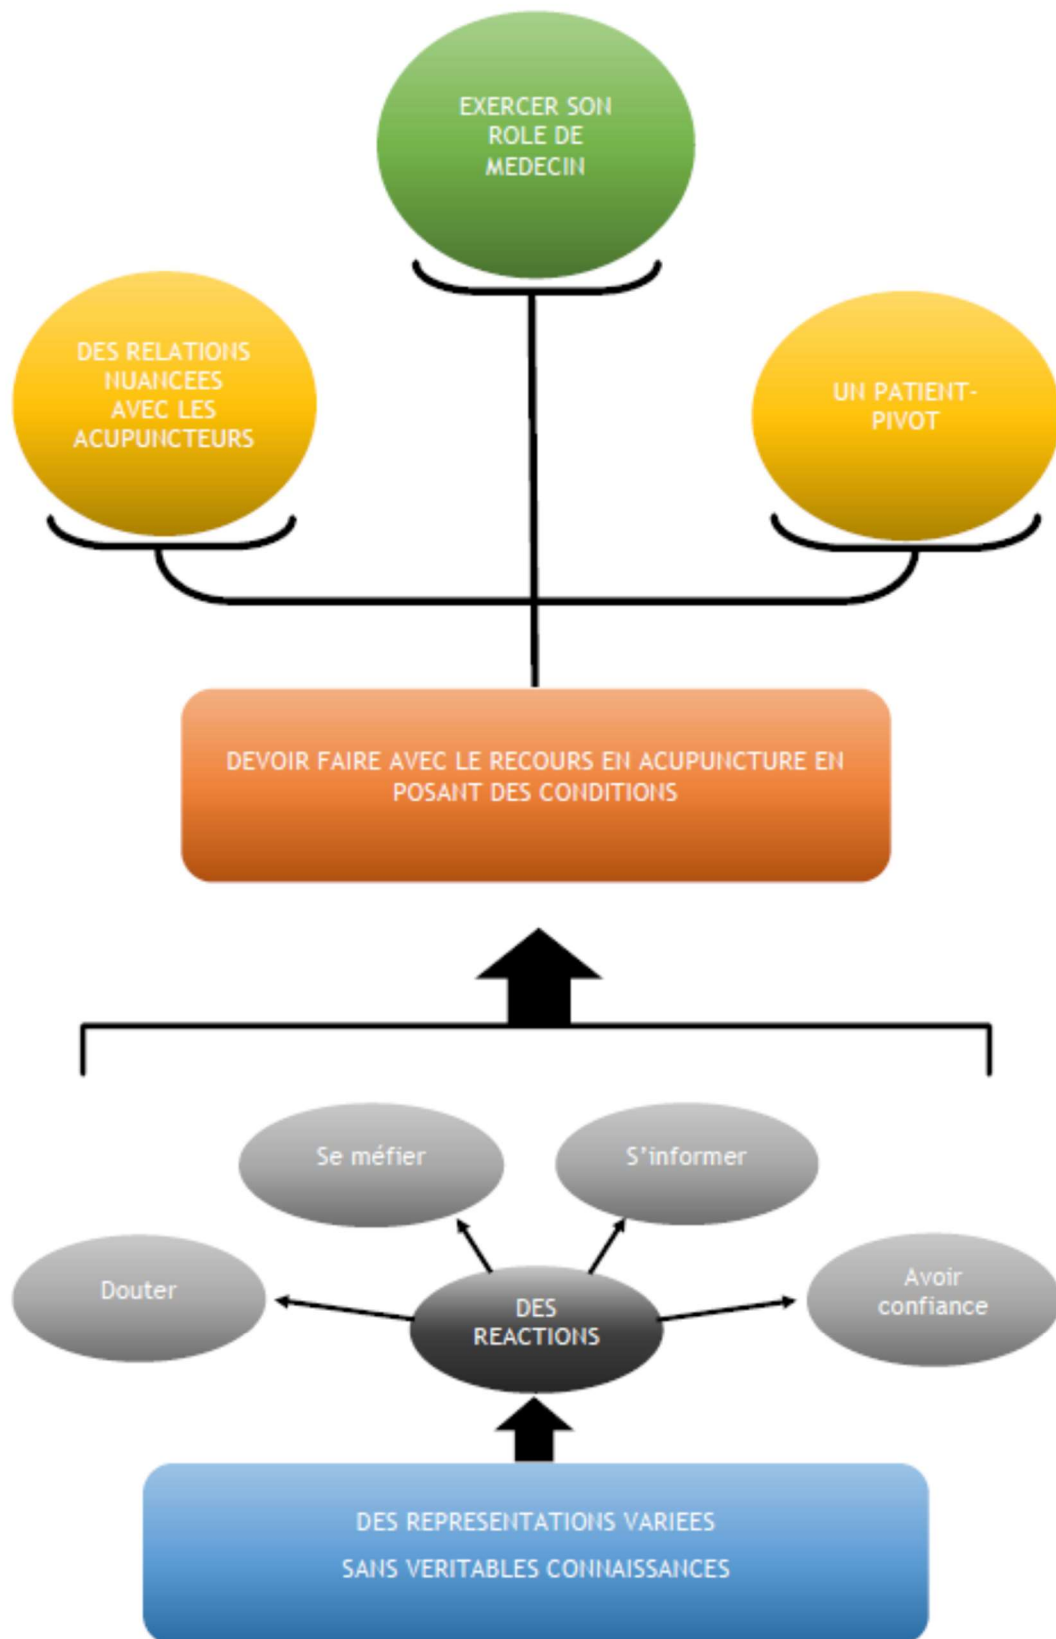 EXERCER SON
ROLE DE
MEDECIN
DES RELATIONS
NUANCEES
AVEC LES
ACUPUNCTEURS
UN PATIENT-
PIVOT
DEVOIR FAIRE AVEC LE RECOURS EN ACUPUNCTURE EN
POSANT DES CONDITIONS
Se méfier
S'informer
Douter
Avoir
confiance
DES
REACTIONS
DES REPRESENTATIONS VARIEES
SANS VERITABLES CONNAISSANCES